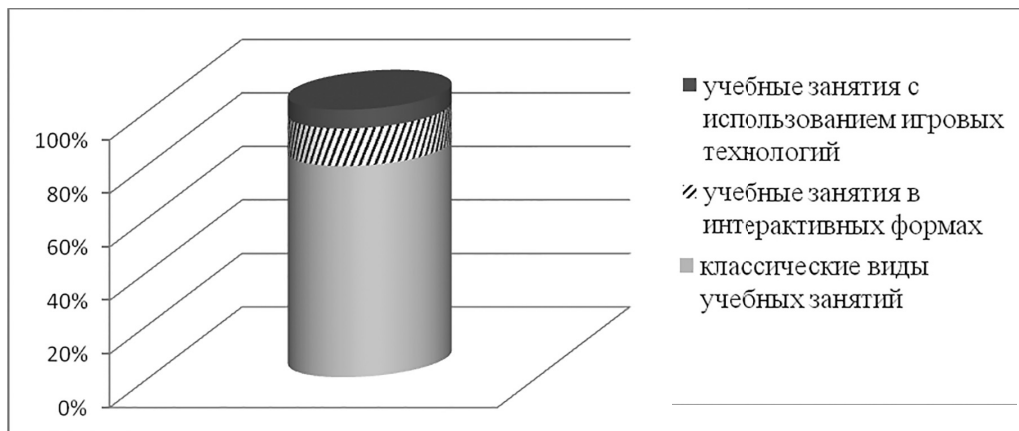 100%
80%
60%
40%
20%
0%
учебные занятия с
использованием игровых
технологий
учебные занятия в
интерактивных формах
классические виды
учебных занятий